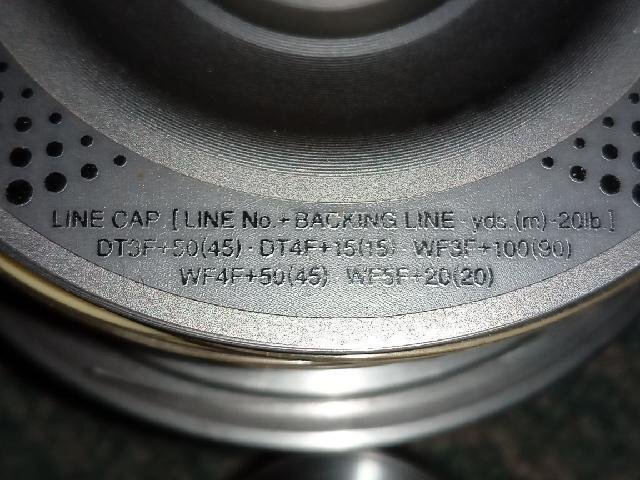 LINE CAP. [LINE No.+BACKING LINE yds.(m)-20lb.]
DT3F+50(45)·DT4F+15(15) WF3F+100(90)
WF4F+50(45) WF5F+20(20)